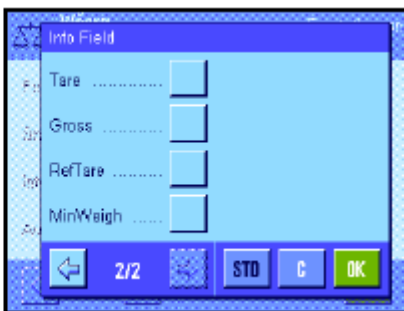 Info Field
Tare ..............
Gross ............
RefTare ..........
MinWeigh ......
2/2 STD C OK